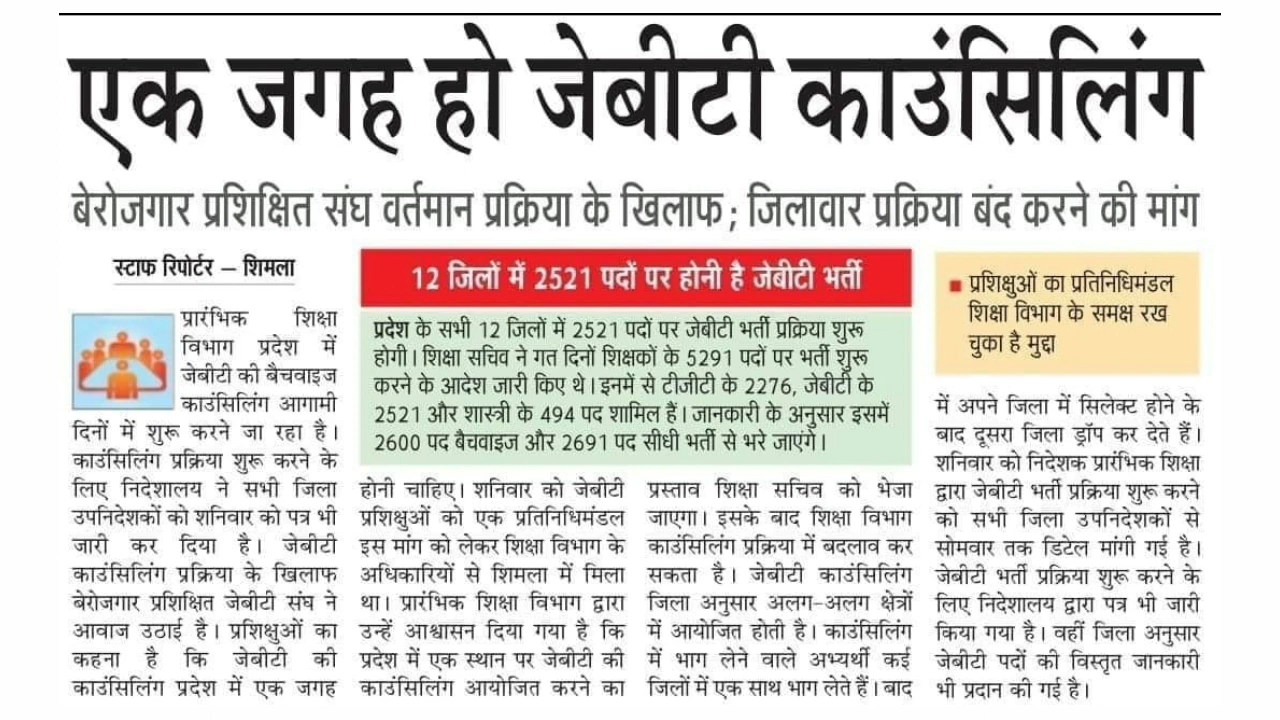 एक जगह हो जेबीटी काउंसिलिंग
बेरोजगार प्रशिक्षित संघ वर्तमान प्रक्रिया के खिलाफ; जिलावार प्रक्रिया बंद करने की मांग
स्टाफ रिपोर्टर – शिमला
प्रारंभिक शिक्षा
विभाग प्रदेश में
जेबीटी की बैचवाइज
काउंसिलिंग आगामी
दिनों में शुरू करने जा रहा है।
काउंसिलिंग प्रक्रिया शुरू करने के
लिए निदेशालय ने सभी जिला
उपनिदेशकों को शनिवार को पत्र भी
जारी कर दिया है। जेबीटी
काउंसिलिंग प्रक्रिया के खिलाफ
बेरोजगार प्रशिक्षित जेबीटी संघ ने
आवाज उठाई है। प्रशिक्षुओं का
कहना है कि जेबीटी की
काउंसिलिंग प्रदेश में एक जगह
12 जिलों में 2521 पदों पर होनी है जेबीटी भर्ती
प्रदेश के सभी 12 जिलों में 2521 पदों पर जेबीटी भर्ती प्रक्रिया शुरू
होगी। शिक्षा सचिव ने गत दिनों शिक्षकों के 5291 पदों पर भर्ती शुरू
करने के आदेश जारी किए थे। इनमें से टीजीटी के 2276, जेबीटी के
2521 और शास्त्री के 494 पद शामिल हैं। जानकारी के अनुसार इसमें
2600 पद बैचवाइज और 2691 पद सीधी भर्ती से भरे जाएंगे।
होनी चाहिए। शनिवार को जेबीटी
प्रशिक्षुओं को एक प्रतिनिधिमंडल
इस मांग को लेकर शिक्षा विभाग के
अधिकारियों से शिमला में मिला
था। प्रारंभिक शिक्षा विभाग द्वारा
उन्हें आश्वासन दिया गया है कि
प्रदेश में एक स्थान पर जेबीटी की
काउंसिलिंग आयोजित करने का
प्रस्ताव शिक्षा सचिव को भेजा
जाएगा। इसके बाद शिक्षा विभाग
काउंसिलिंग प्रक्रिया में बदलाव कर
सकता है। जेबीटी काउंसिलिंग
जिला अनुसार अलग-अलग क्षेत्रों
में आयोजित होती है। काउंसिलिंग
में भाग लेने वाले अभ्यर्थी कई
जिलों में एक साथ भाग लेते हैं। बाद
प्रशिक्षुओं का प्रतिनिधिमंडल
शिक्षा विभाग के समक्ष रख
चुका है मुद्दा
में अपने जिला में सिलेक्ट होने के
बाद दूसरा जिला ड्रॉप कर देते हैं।
शनिवार को निदेशक प्रारंभिक शिक्षा
द्वारा जेबीटी भर्ती प्रक्रिया शुरू करने
को सभी जिला उपनिदेशकों से
सोमवार तक डिटेल मांगी गई है।
जेबीटी भर्ती प्रक्रिया शुरू करने के
लिए निदेशालय द्वारा पत्र भी जारी
किया गया है। वहीं जिला अनुसार
जेबीटी पदों की विस्तृत जानकारी
भी प्रदान की गई है।